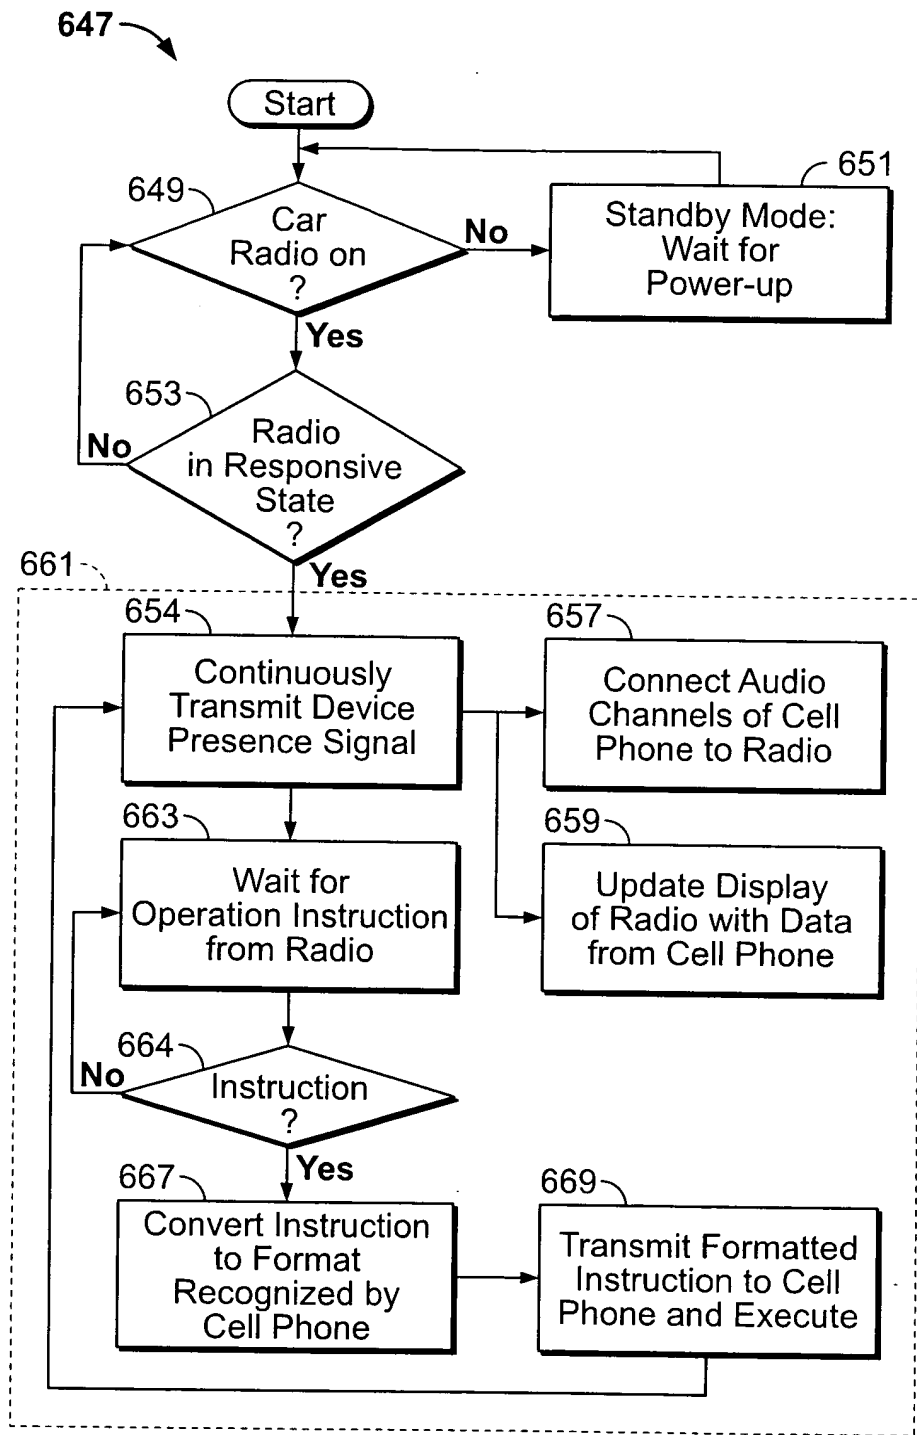 647
Start
649
Car
Radio on
?
No
651
Standby Mode:
Wait for
Power-up
Yes
653
Radio
in Responsive
State
?
No
Yes
661
654
Continuously
Transmit Device
Presence Signal
657
Connect Audio
Channels of Cell
Phone to Radio
659
Update Display
of Radio with Data
from Cell Phone
663
Wait for
Operation Instruction
from Radio
664
Instruction
?
No
Yes
667
Convert Instruction
to Format
Recognized by
Cell Phone
669
Transmit Formatted
Instruction to Cell
Phone and Execute